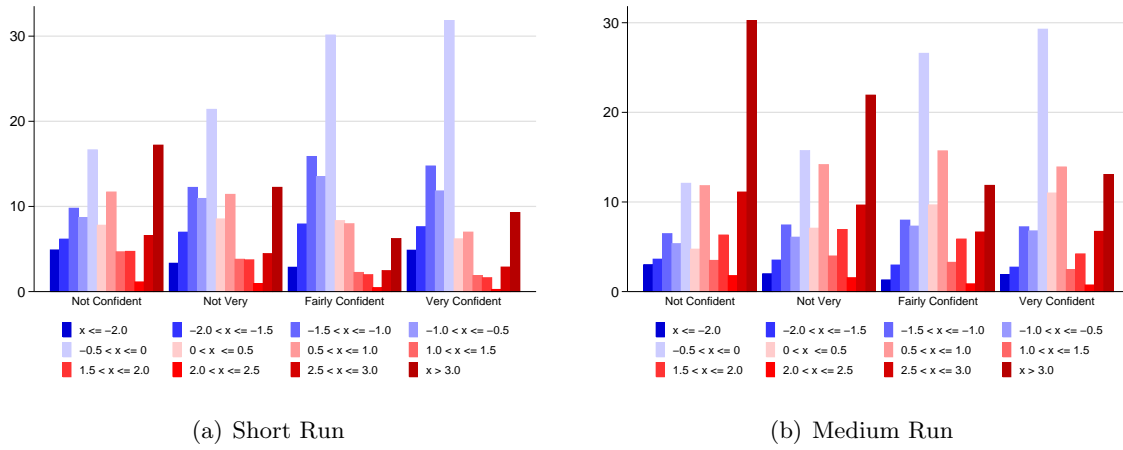 30
20
10
0
Not Confident Not Very Fairly Confident Very Confident
x <= −2.0 −2.0 < x <= −1.5 −1.5 < x <= −1.0 −1.0 < x <= −0.5
−0.5 < x <= 0 0 < x <= 0.5 0.5 < x <= 1.0 1.0 < x <= 1.5
1.5 < x <= 2.0 2.0 < x <= 2.5 2.5 < x <= 3.0 x > 3.0
(a) Short Run
30
20
10
0
Not Confident Not Very Fairly Confident Very Confident
x <= −2.0 −2.0 < x <= −1.5 −1.5 < x <= −1.0 −1.0 < x <= −0.5
−0.5 < x <= 0 0 < x <= 0.5 0.5 < x <= 1.0 1.0 < x <= 1.5
1.5 < x <= 2.0 2.0 < x <= 2.5 2.5 < x <= 3.0 x > 3.0
(b) Medium Run